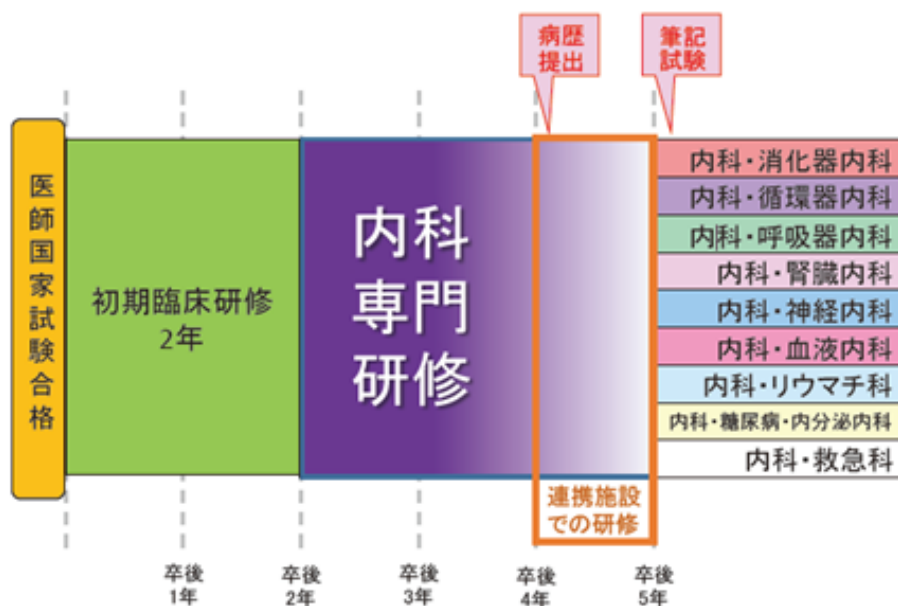 病歴
提出
筆記
試験
医師国家試験合格
初期臨床研修
2年
内科
専門
研修
内科・消化器内科
内科・循環器内科
内科・呼吸器内科
内科・腎臓内科
内科・神経内科
内科・血液内科
内科・リウマチ科
内科・糖尿病・内分泌内科
内科・救急科
連携施設
での研修
卒後
1年
卒後
2年
卒後
3年
卒後
4年
卒後
5年